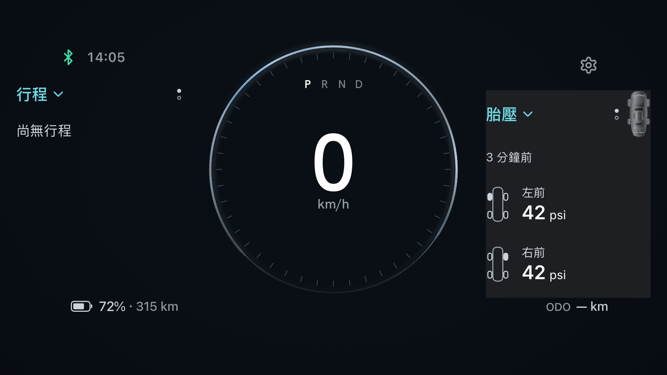 14:05
行程
尚無行程
72% · 315 km
P R N D
0
km/h
胎壓
3 分鐘前
左前
42 psi
右前
42 psi
ODO — km